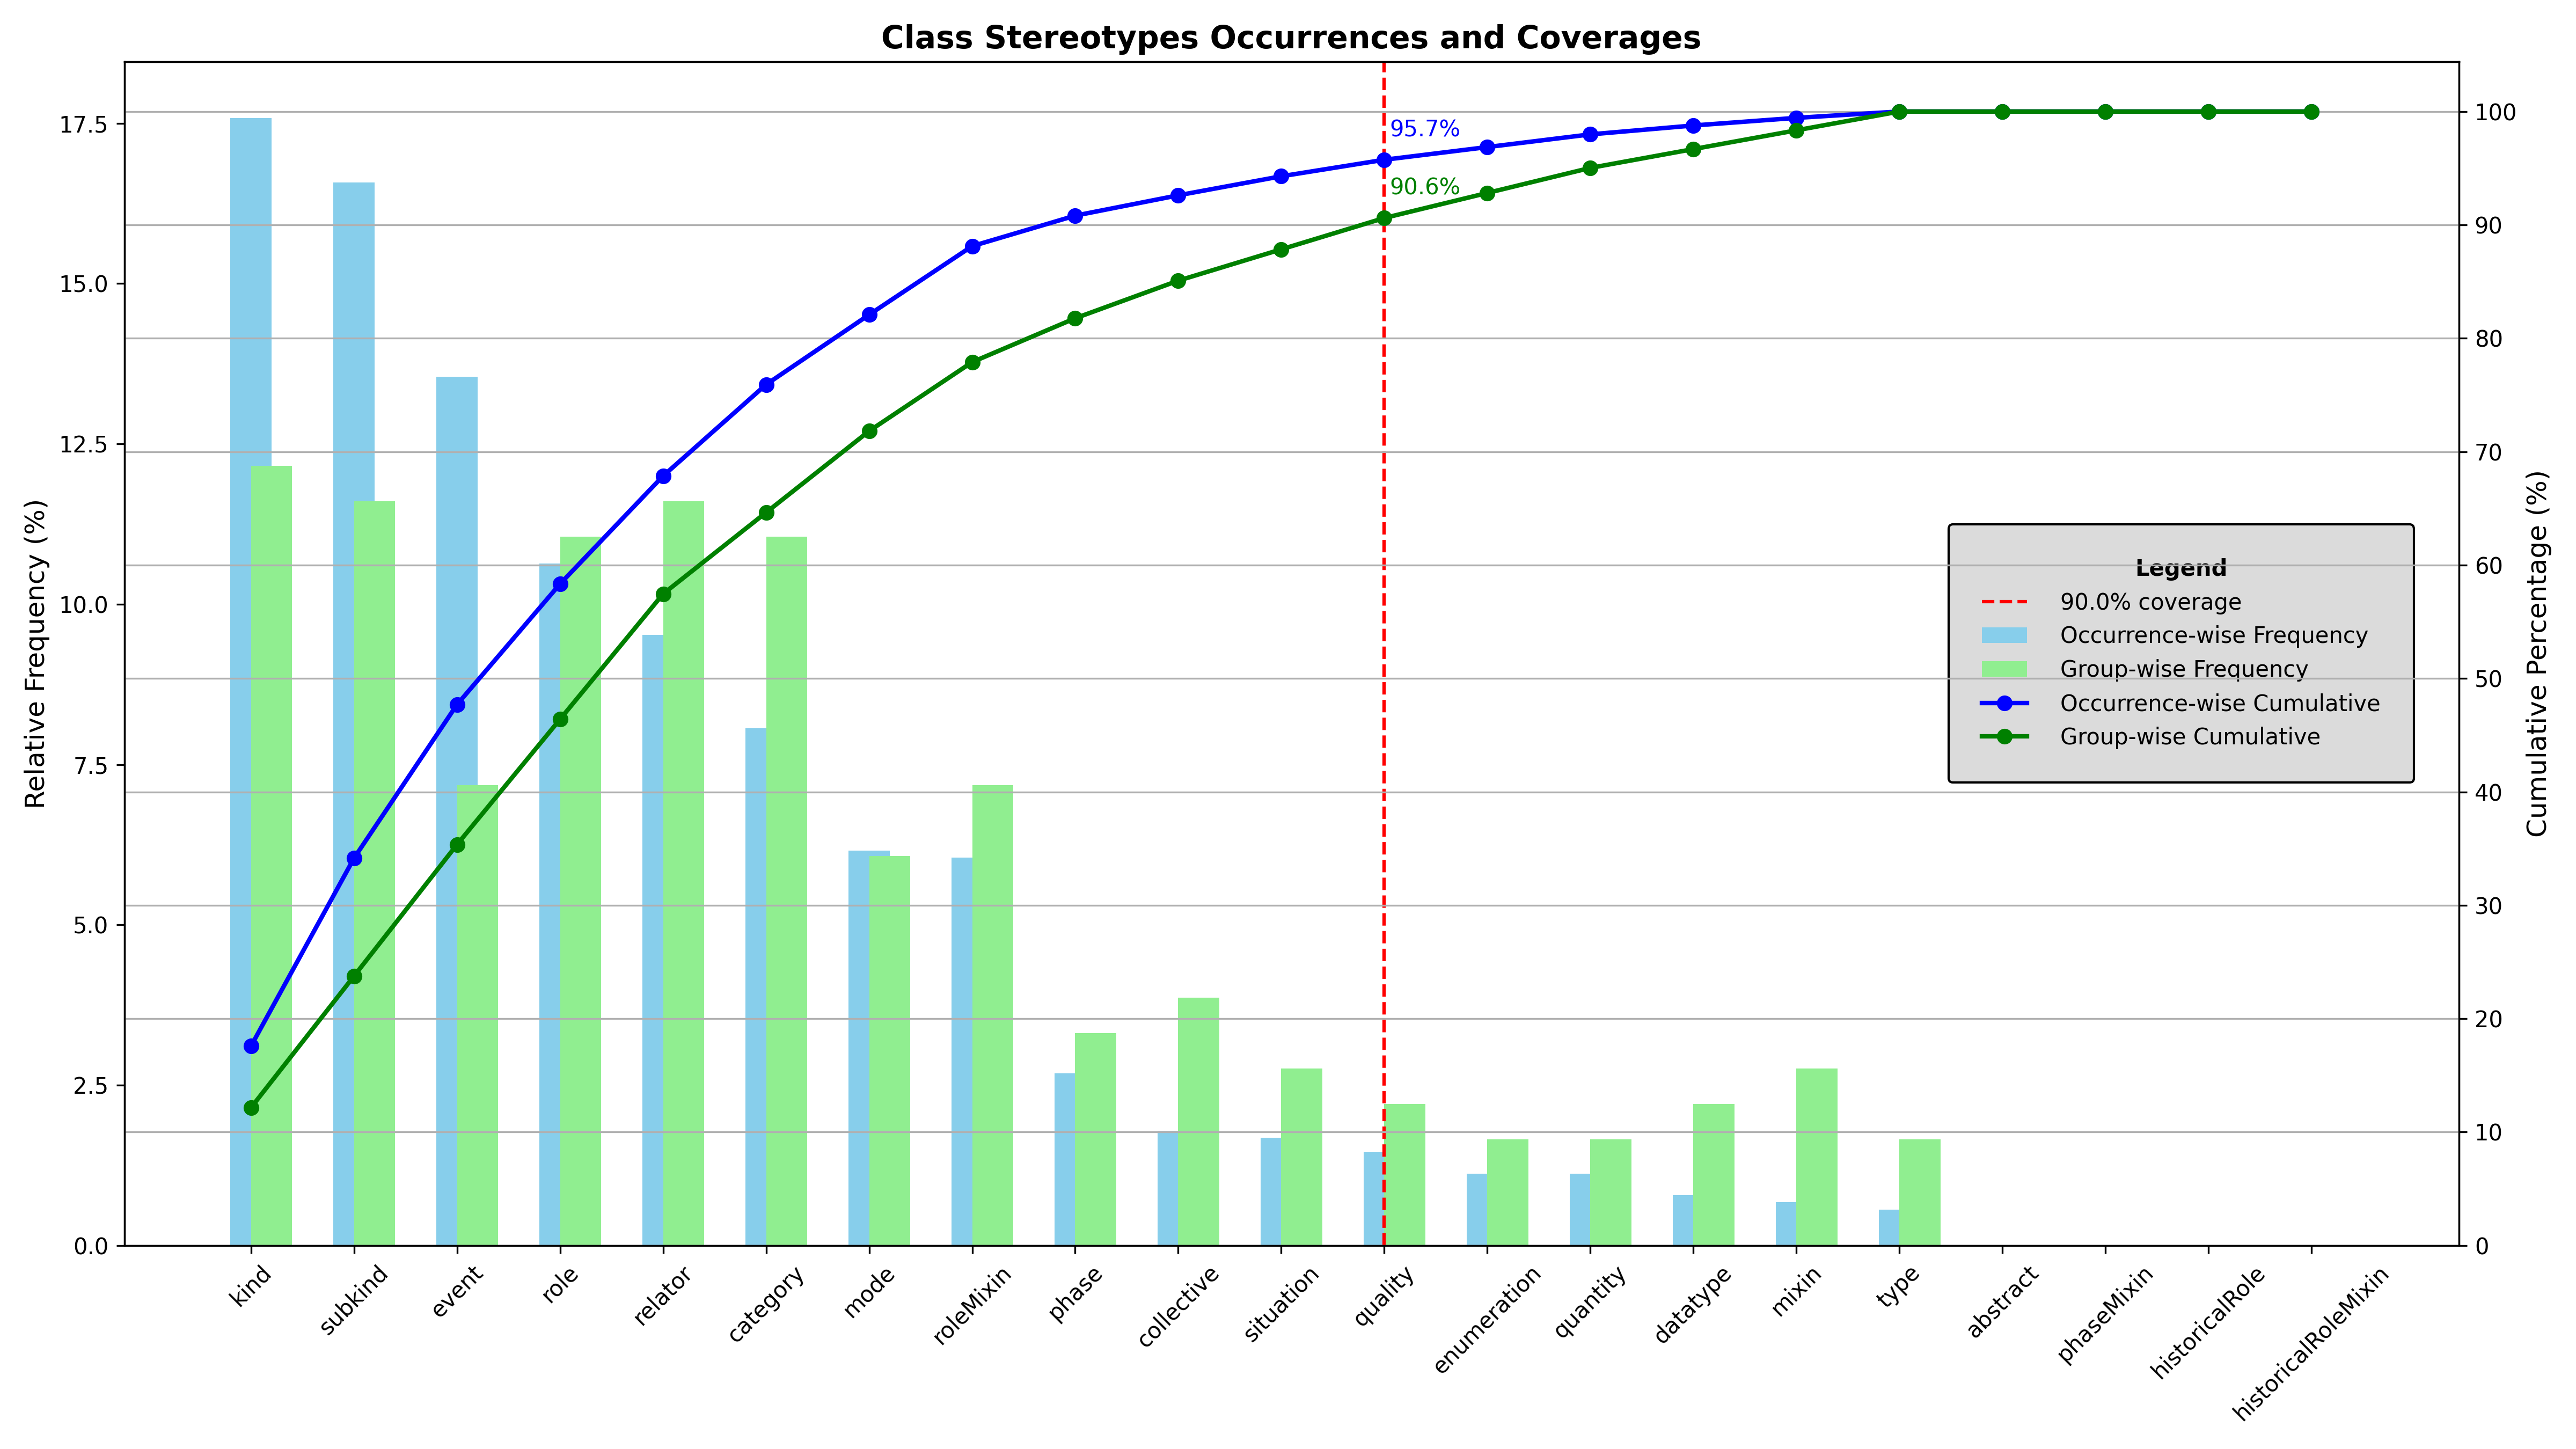 Class Stereotypes Occurrences and Coverages
Relative Frequency (%)
17.5
15.0
12.5
10.0
7.5
5.0
2.5
0.0
95.7%
90.6%
100
90
80
70
60
50
40
30
20
10
0
Cumulative Percentage (%)
Legend
90.0% coverage
Occurrence-wise Frequency
Group-wise Frequency
Occurrence-wise Cumulative
Group-wise Cumulative
kind
subkind
event
role
relator
category
mode
roleMixin
phase
collective
situation
quality
enumeration
quantity
datatype
mixin
type
abstract
phaseMixin
historicalRole
historicalRoleMixin